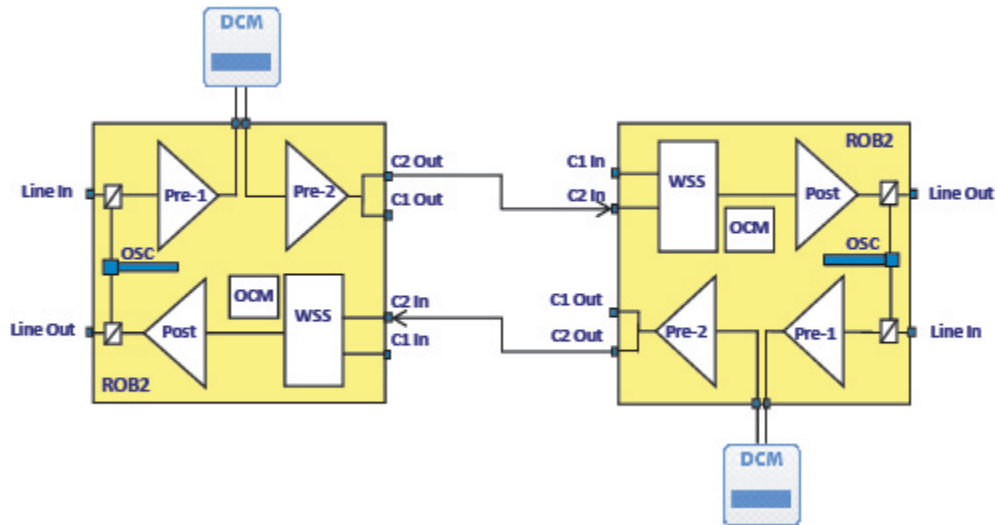 DCM
ROB2
C2 Out
C1 In
Line In
Pre-1
Pre-2
WSS
Post
Line Out
C1 Out
C2 In
OCM
OSC
OSC
OCM
C2 In
C1 Out
Line Out
Post
WSS
C2 Out
Pre-2
Pre-1
Line In
C1 In
ROB2
DCM